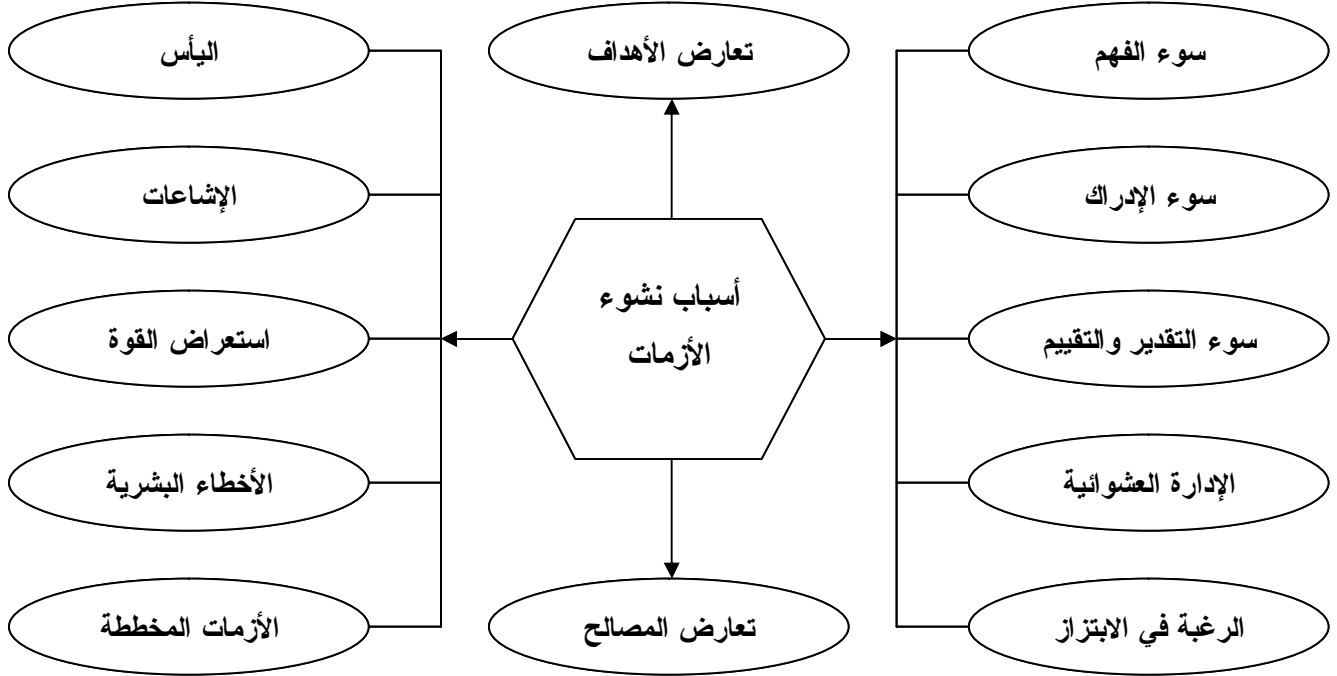 سوء الفهم
تعارض الأهداف
اليأس
سوء الإدراك
الإشاعات
أسباب نشوء
الأزمات
سوء التقدير والتقييم
استعراض القوة
الإدارة العشوائية
الأخطاء البشرية
الرغبة في الابتزاز
تعارض المصالح
الأزمات المخططة